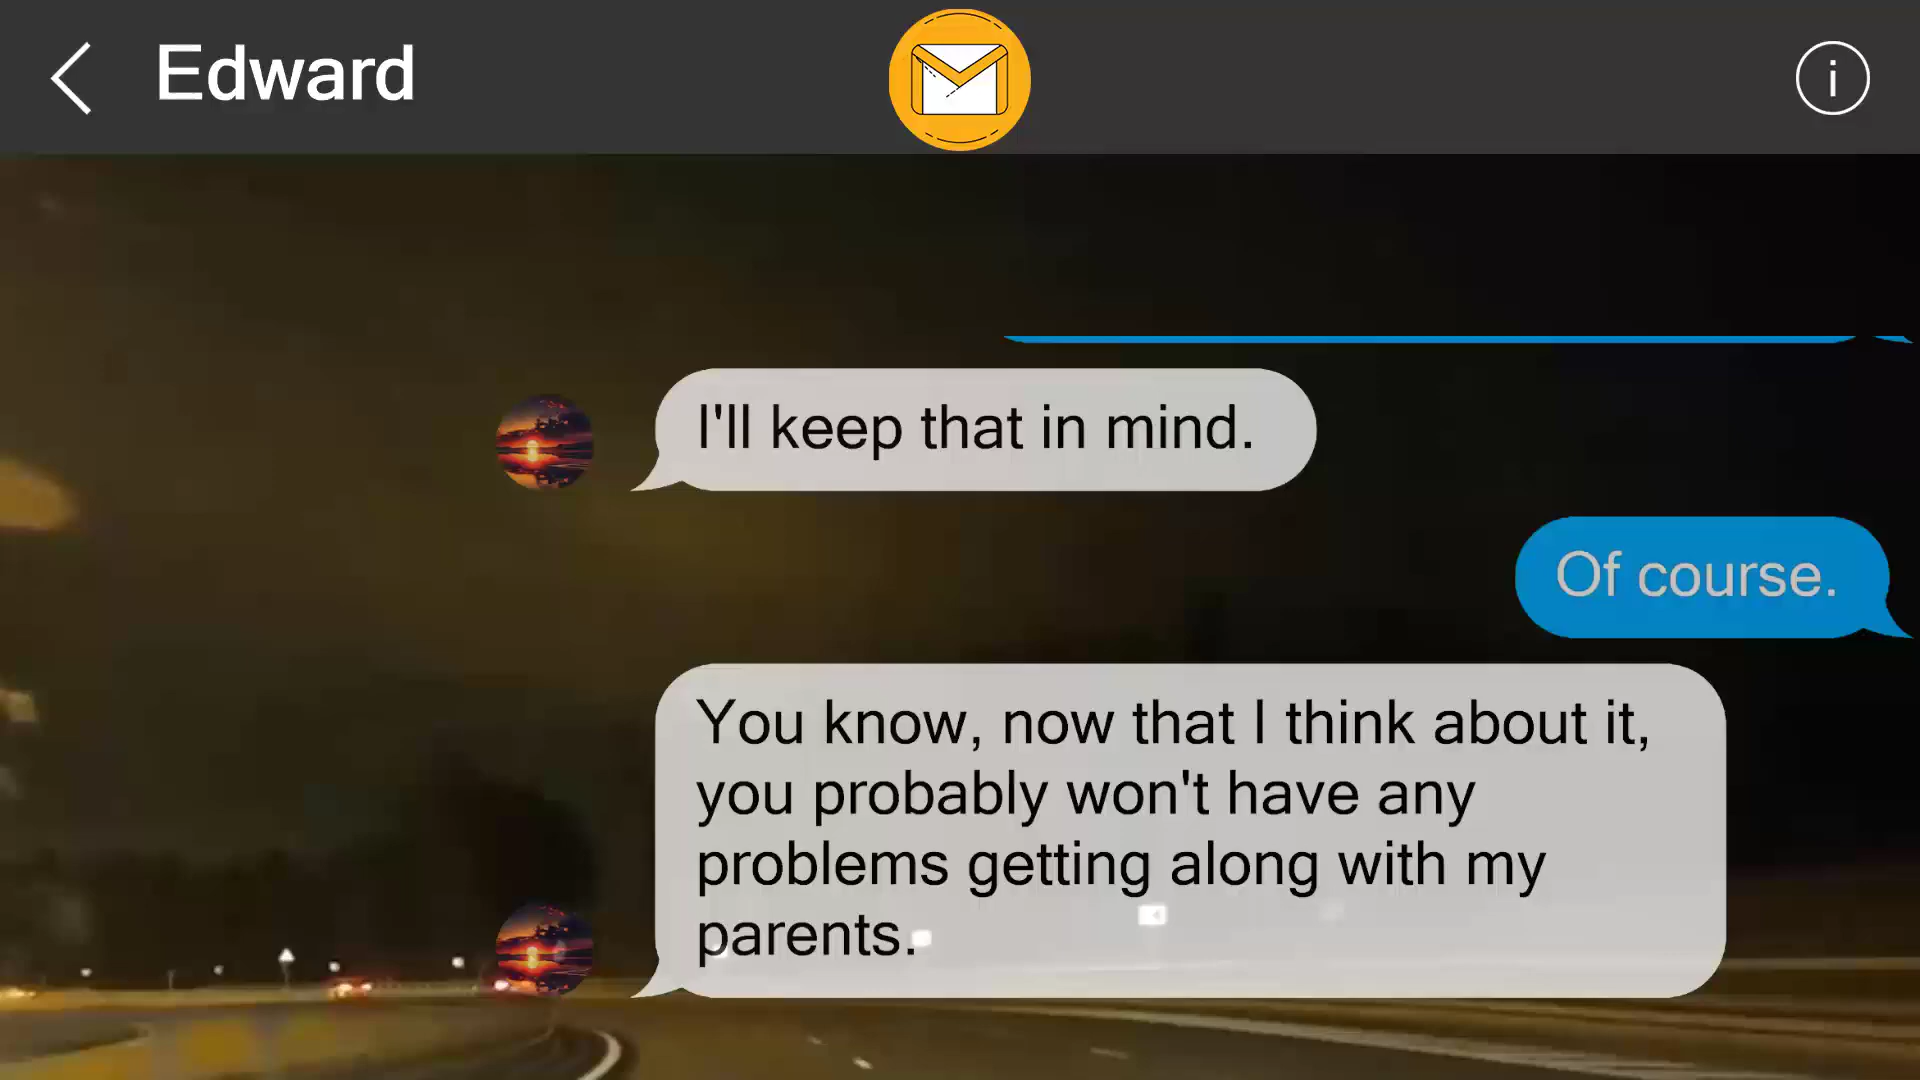 Edward
i
I'll keep that in mind.
Of course.
You know, now that I think about it,
you probably won't have any
problems getting along with my
parents.